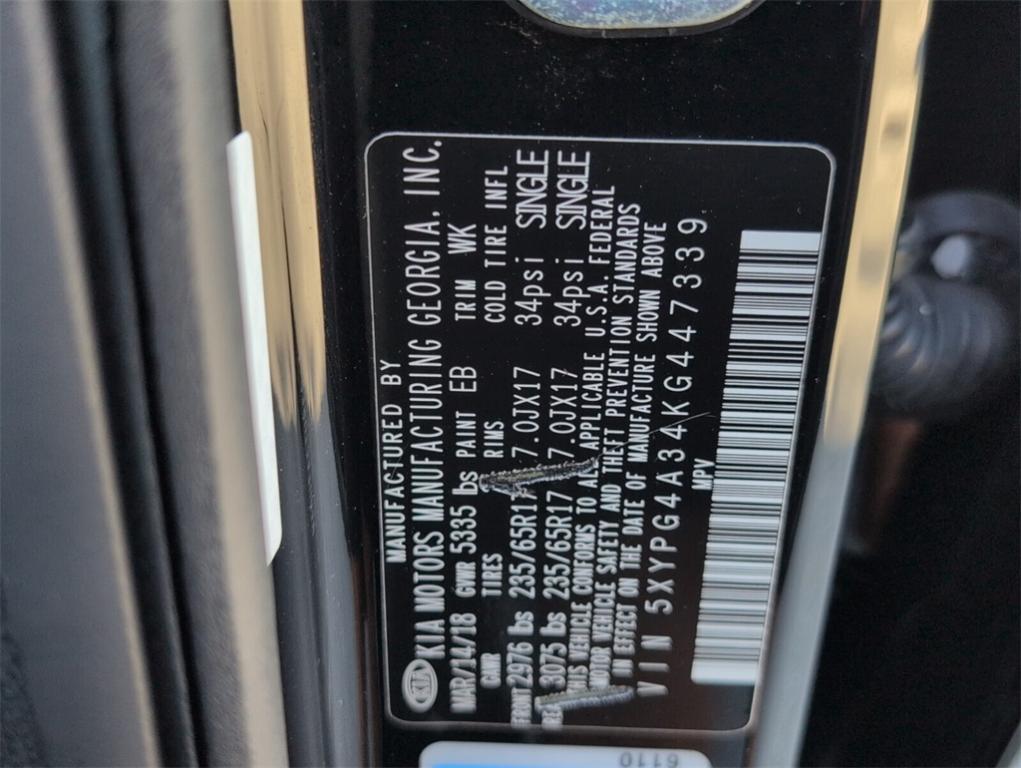 MANUFACTURED BY
KIA KIA MOTORS MANUFACTURING GEORGIA, INC.
MAR/14/18 GVWR 5335 lbs PAINT EB TRIM WK
GAWR TIRES RIMS COLD TIRE INFL
FRONT 2976 lbs 235/65R17 7.0JX17 34psi SINGLE
3075 lbs 235/65R17 7.0JX17 34psi SINGLE
VEHICLE CONFORMS TO APPLICABLE U.S.A. FEDERAL
MOTOR VEHICLE SAFETY AND THEFT PREVENTION STANDARDS
IN EFFECT ON THE DATE OF MANUFACTURE SHOWN ABOVE
VIN 5XYPG4A34KG447339
MPV
6110